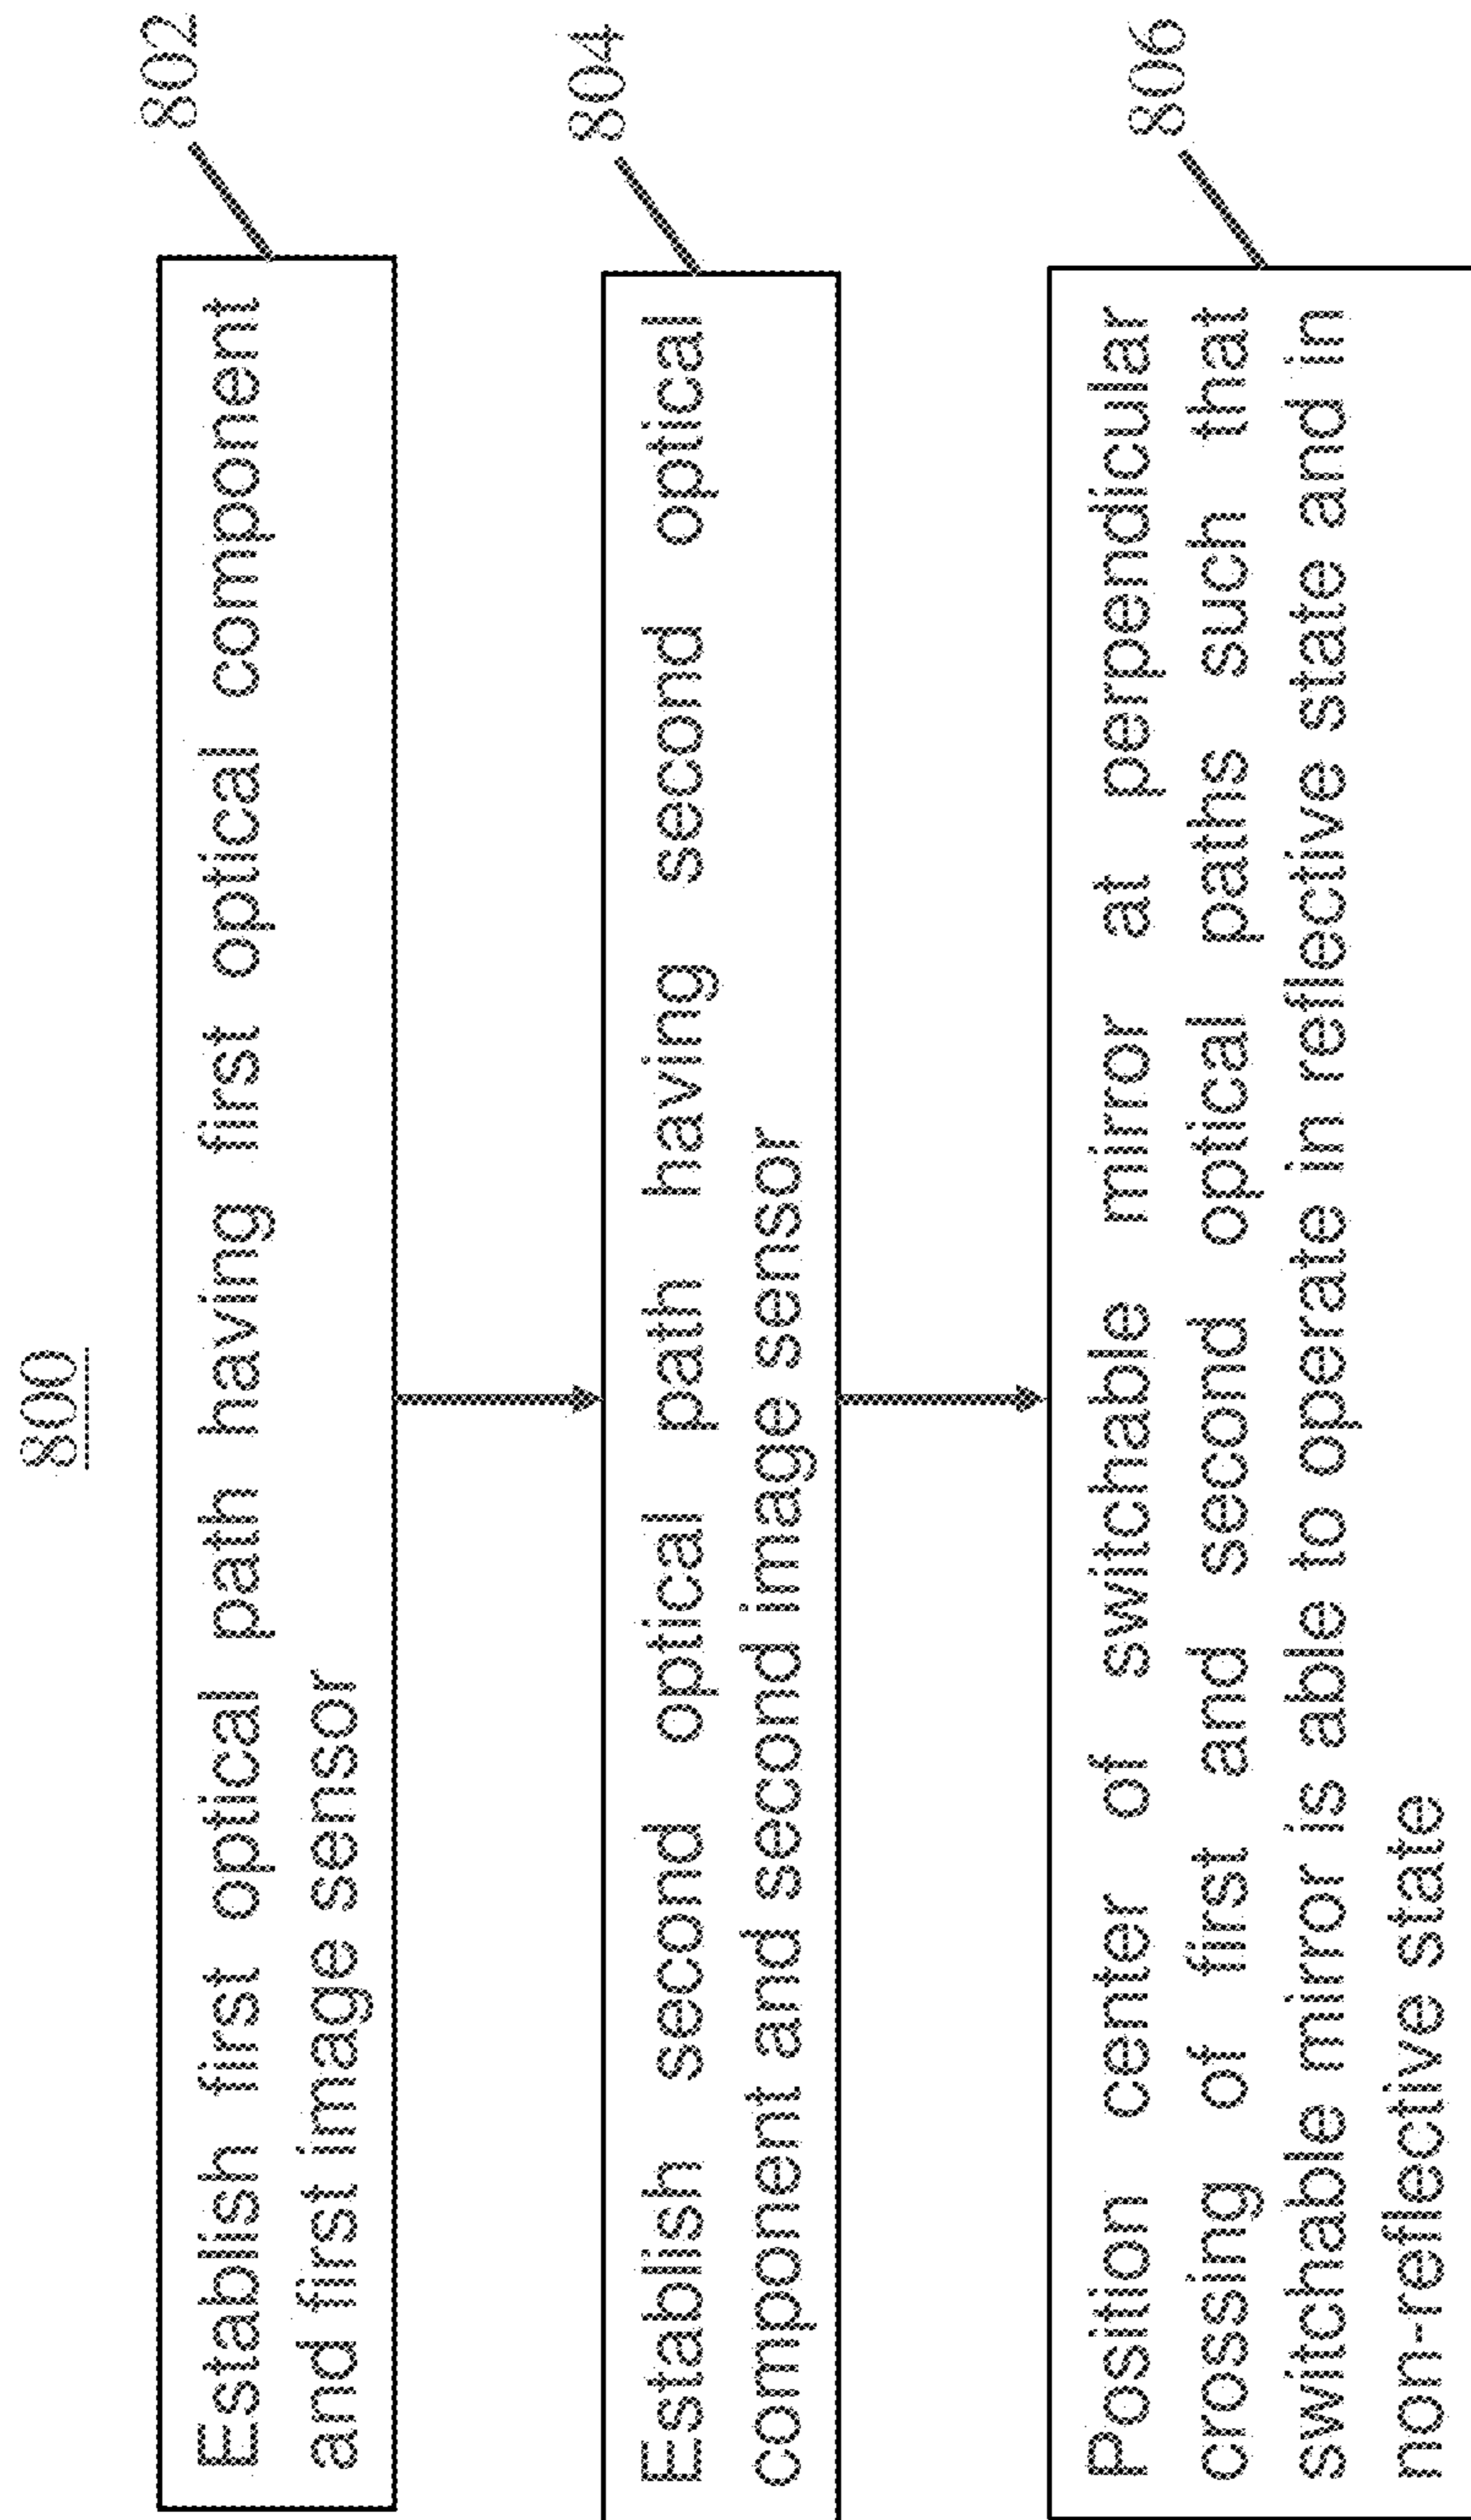 800
802
Establish first optical path having first optical component
and first image sensor
804
Establish second optical path having second optical
component and second image sensor
806
Position center of switchable mirror at perpendicular
crossing of first and second optical paths such that
switchable mirror is able to operate in reflective state and in
non-reflective state